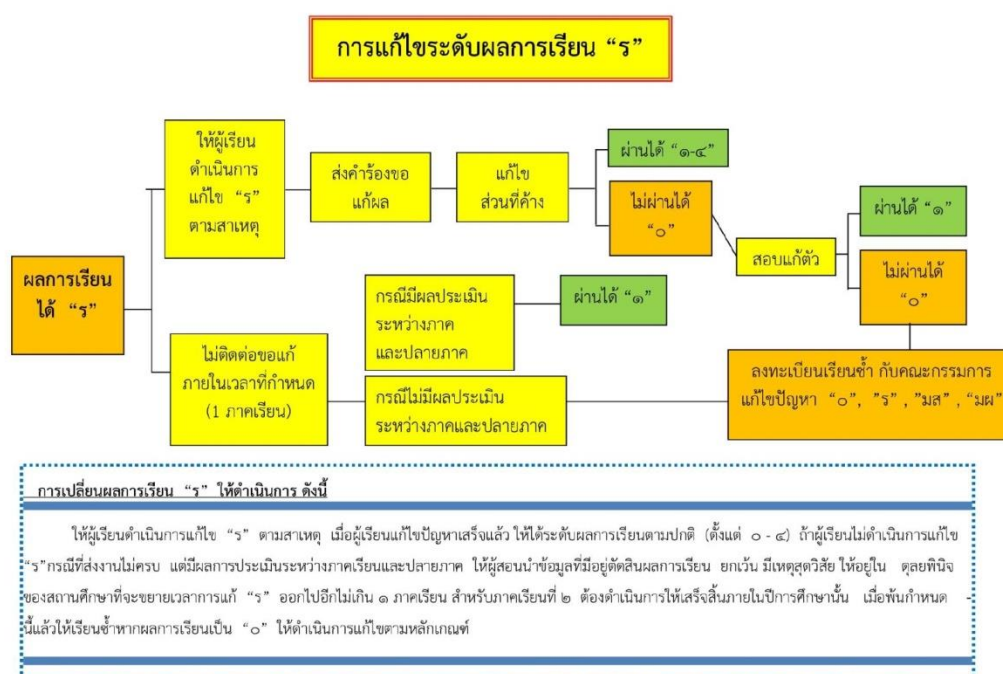 การแก้ไขระดับผลการเรียน “ร”
ผลการเรียน
ได้ “ร”
ให้ผู้เรียน
ดำเนินการ
แก้ไข “ร”
ตามสาเหตุ
ส่งคำร้องขอ
แก้ผล
แก้ไข
ส่วนที่ค้าง
ผ่านได้ “๑-๔”
ไม่ผ่านได้
“๐”
สอบแก้ตัว
ผ่านได้ “๑”
ไม่ผ่านได้
“๐”
ไม่ติดต่อขอแก้
ภายในเวลาที่กำหนด
(1 ภาคเรียน)
กรณีมีผลประเมิน
ระหว่างภาค
และปลายภาค
ผ่านได้ “๑”
กรณีไม่มีผลประเมิน
ระหว่างภาคและปลายภาค
ลงทะเบียนเรียนซ้ำ กับคณะกรรมการ
แก้ไขปัญหา “๐”, ”ร” , ”มส” , “มผ”
การเปลี่ยนผลการเรียน “ร” ให้ดำเนินการ ดังนี้
ให้ผู้เรียนดำเนินการแก้ไข “ร” ตามสาเหตุ เมื่อผู้เรียนแก้ไขปัญหาเสร็จแล้ว ให้ได้ระดับผลการเรียนตามปกติ (ตั้งแต่ ๐ - ๔) ถ้าผู้เรียนไม่ดำเนินการแก้ไข
“ร”กรณีที่ส่งงานไม่ครบ แต่มีผลการประเมินระหว่างภาคเรียนและปลายภาค ให้ผู้สอนนำข้อมูลที่มีอยู่ตัดสินผลการเรียน ยกเว้น มีเหตุสุดวิสัย ให้อยู่ใน ดุลยพินิจ
ของสถานศึกษาที่จะขยายเวลาการแก้ “ร” ออกไปอีกไม่เกิน ๑ ภาคเรียน สำหรับภาคเรียนที่ ๒ ต้องดำเนินการให้เสร็จสิ้นภายในปีการศึกษานั้น เมื่อพ้นกำหนด -
นี้แล้วให้เรียนซ้ำหากผลการเรียนเป็น “๐” ให้ดำเนินการแก้ไขตามหลักเกณฑ์